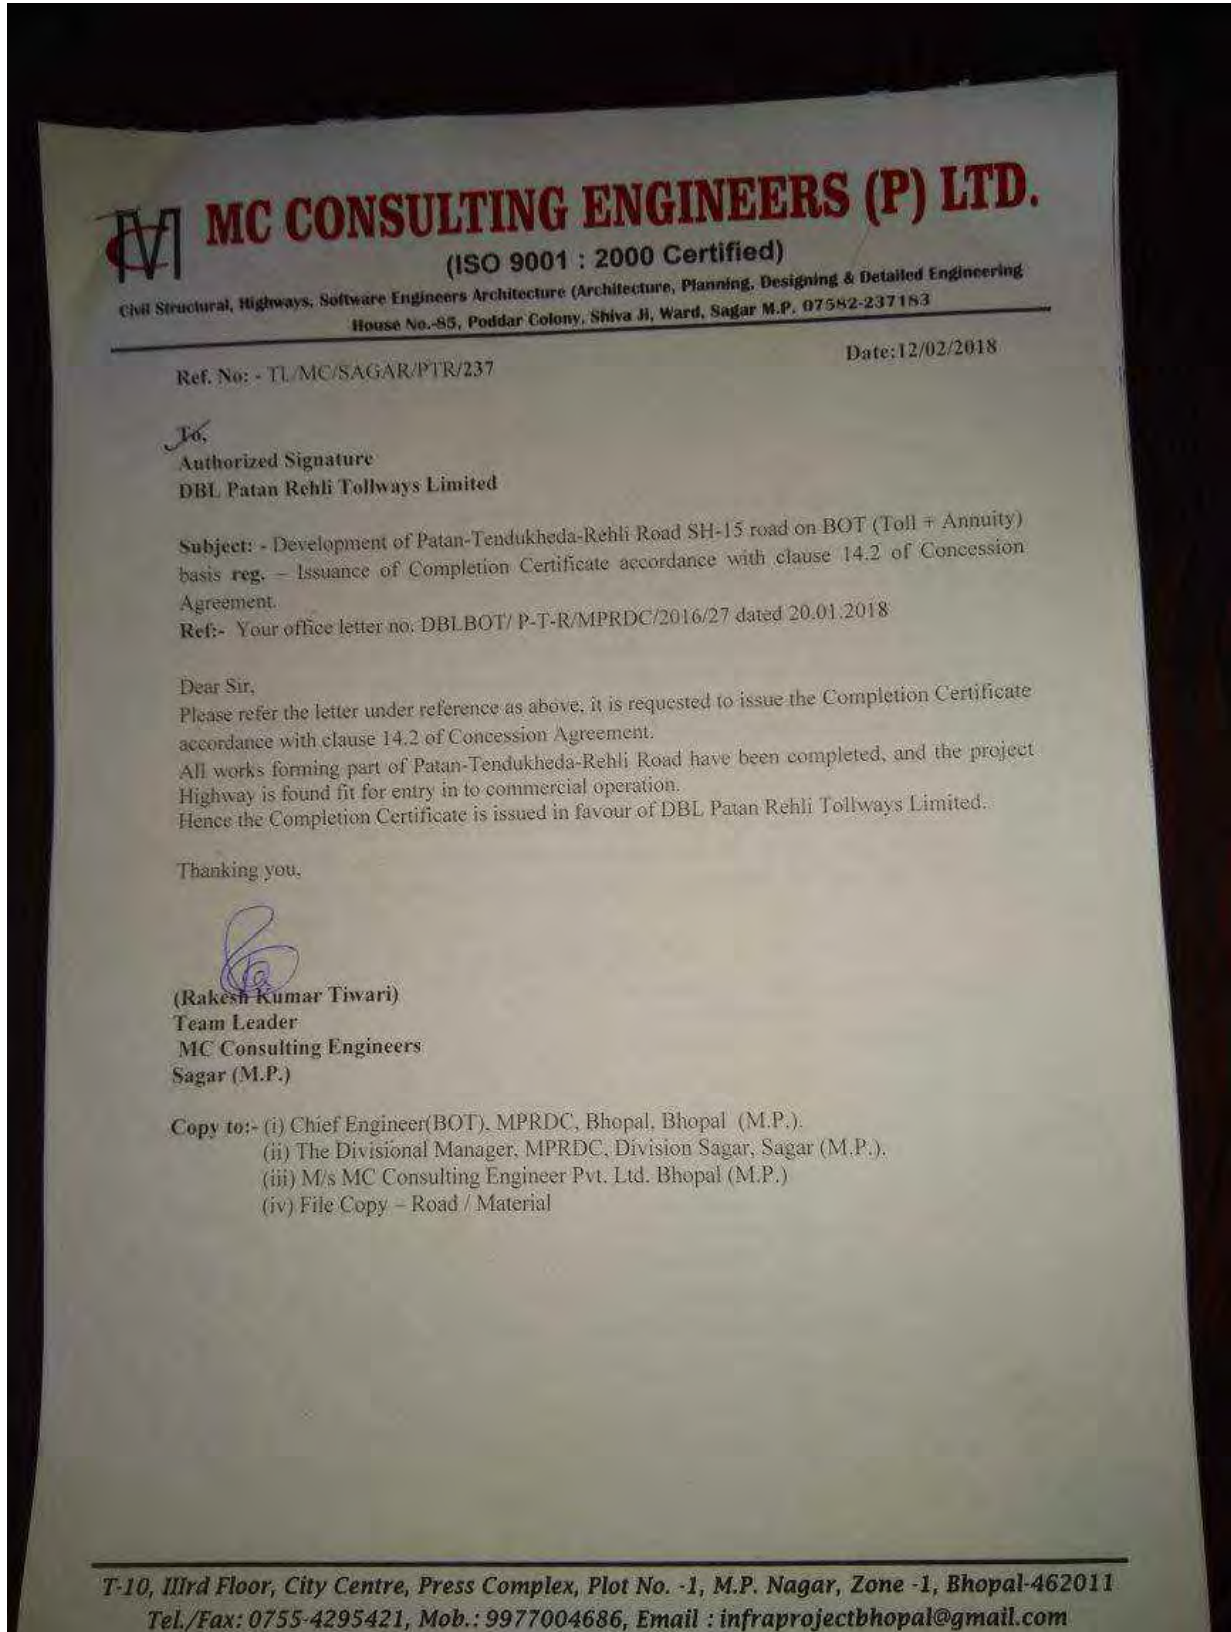 MC CONSULTING ENGINEERS (P) LTD.
(ISO 9001 : 2000 Certified)
Civil Structural, Highways, Software Engineers Architecture (Architecture, Planning, Designing & Detailed Engineering
House No.-85, Poddar Colony, Shiva Ji, Ward, Sagar M.P. 07582-237183
Ref. No: - TL/MC/SAGAR/PTR/237
Date:12/02/2018
To,
Authorized Signature
DBL Patan Rehli Tollways Limited
Subject: - Development of Patan-Tendukheda-Rehli Road SH-15 road on BOT (Toll + Annuity)
basis reg. – Issuance of Completion Certificate accordance with clause 14.2 of Concession
Agreement.
Ref:- Your office letter no. DBLBOT/ P-T-R/MPRDC/2016/27 dated 20.01.2018
Dear Sir,
Please refer the letter under reference as above, it is requested to issue the Completion Certificate
accordance with clause 14.2 of Concession Agreement.
All works forming part of Patan-Tendukheda-Rehli Road have been completed, and the project
Highway is found fit for entry in to commercial operation.
Hence the Completion Certificate is issued in favour of DBL Patan Rehli Tollways Limited.
Thanking you,
(Rakesh Kumar Tiwari)
Team Leader
MC Consulting Engineers
Sagar (M.P.)
Copy to:- (i) Chief Engineer(BOT), MPRDC, Bhopal, Bhopal (M.P.).
(ii) The Divisional Manager, MPRDC, Division Sagar, Sagar (M.P.).
(iii) M/s MC Consulting Engineer Pvt. Ltd. Bhopal (M.P.)
(iv) File Copy – Road / Material
T-10, IIIrd Floor, City Centre, Press Complex, Plot No. -1, M.P. Nagar, Zone -1, Bhopal-462011
Tel./Fax: 0755-4295421, Mob.: 9977004686, Email : infraprojectbhopal@gmail.com